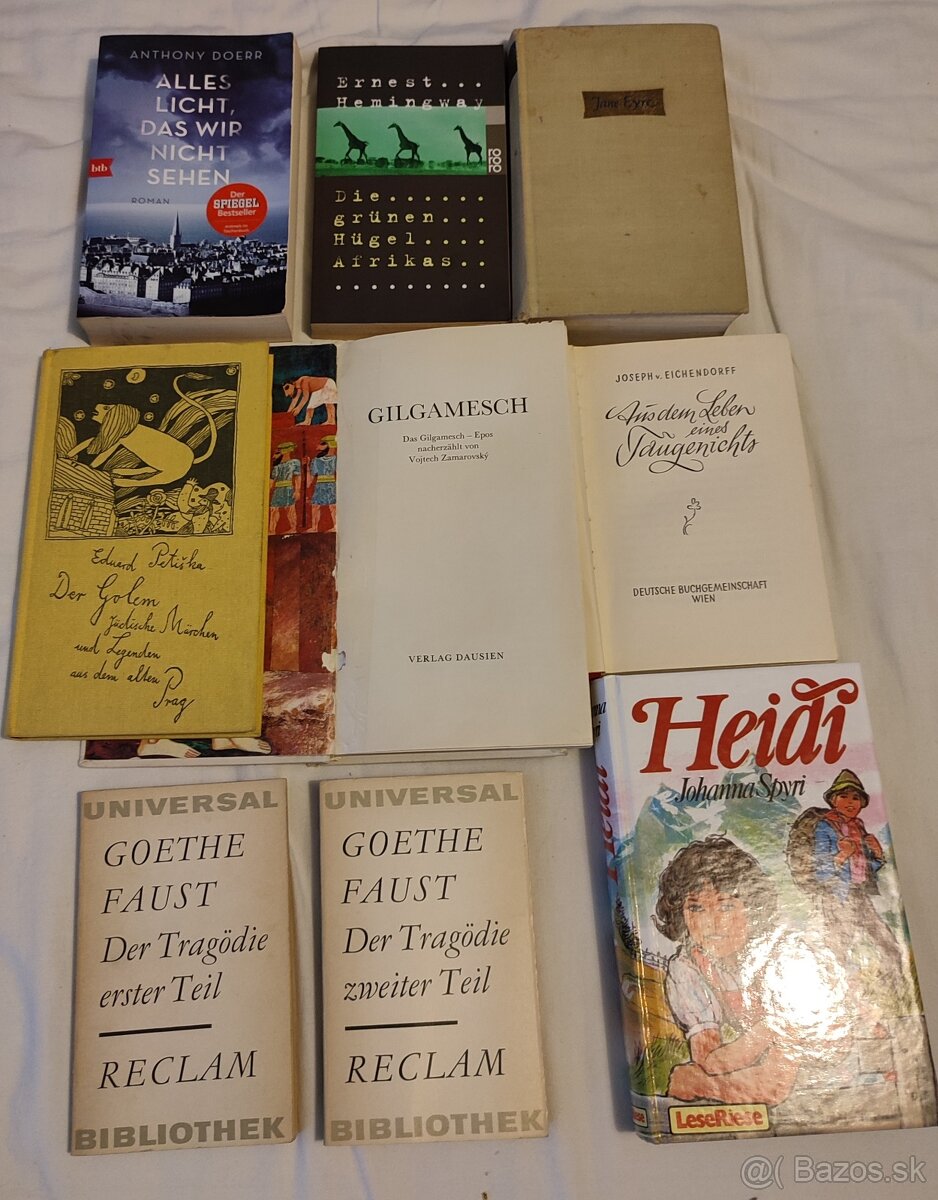 ANTHONY DOERR
ALLES
LICHT,
DAS WIR
NICHT
SEHEN
ROMAN
btb
Der
SPIEGEL
Bestseller
Ernest...
Hemingway
rororo
Die......
grünen...
Hügel....
Afrikas..
.........
Jane Eyre
Eduard Petiška
Der Golem
jüdische Märchen
und Legenden
aus dem alten
Prag
GILGAMESCH
Das Gilgamesch – Epos
nacherzählt von
Vojtech Zamarovský
VERLAG DAUSIEN
JOSEPH v. EICHENDORFF
Aus dem Leben
eines
Taugenichts
DEUTSCHE BUCHGEMEINSCHAFT
WIEN
Heidi
Johanna Spyri
LeseRiese
UNIVERSAL
GOETHE
FAUST
Der Tragödie
erster Teil
RECLAM
BIBLIOTHEK
UNIVERSAL
GOETHE
FAUST
Der Tragödie
zweiter Teil
RECLAM
BIBLIOTHEK
@( Bazos.sk